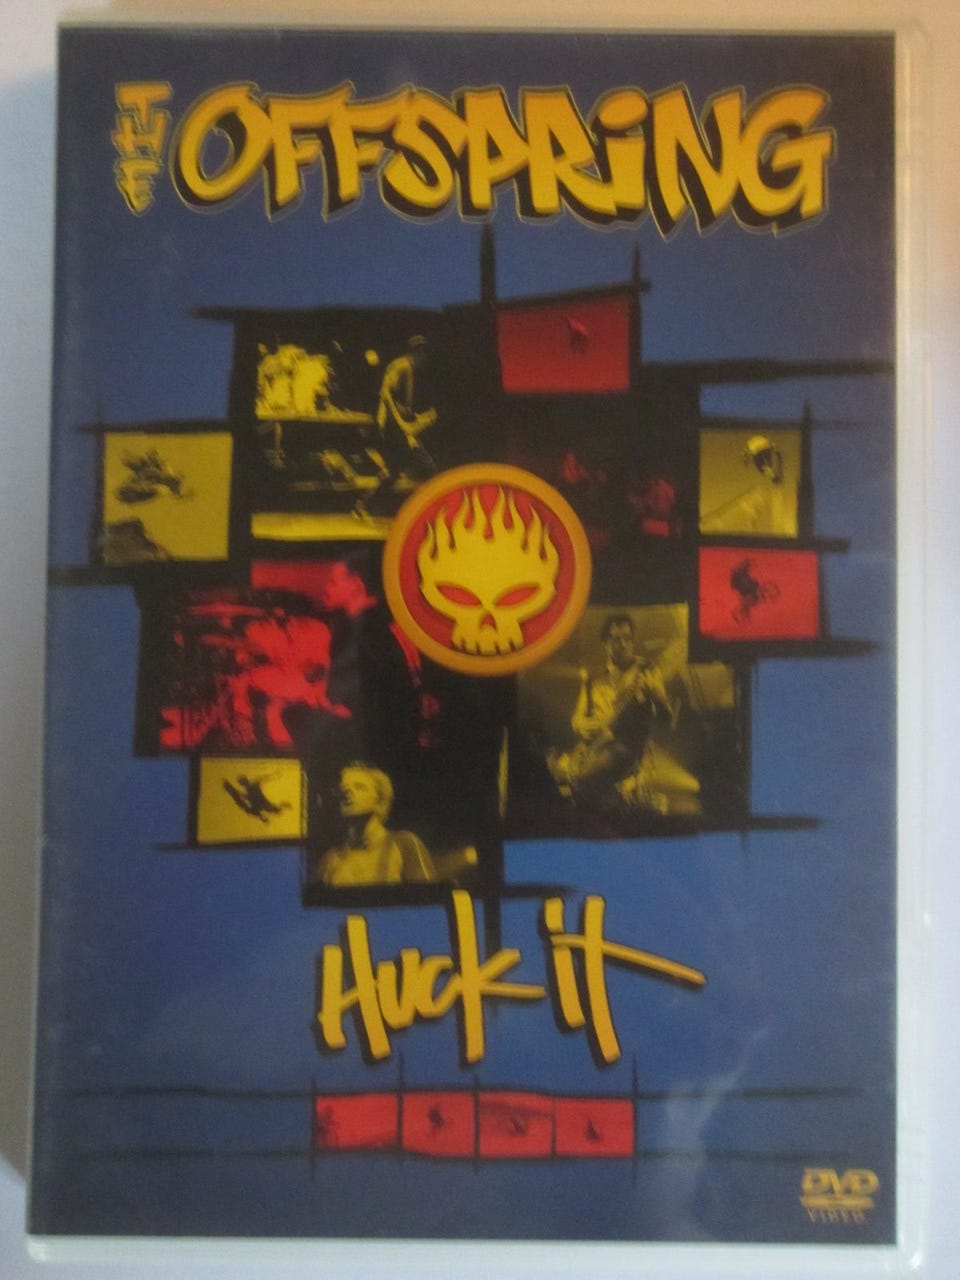 THE OFFSPRiNG
Huck it
DVD
VIDEO